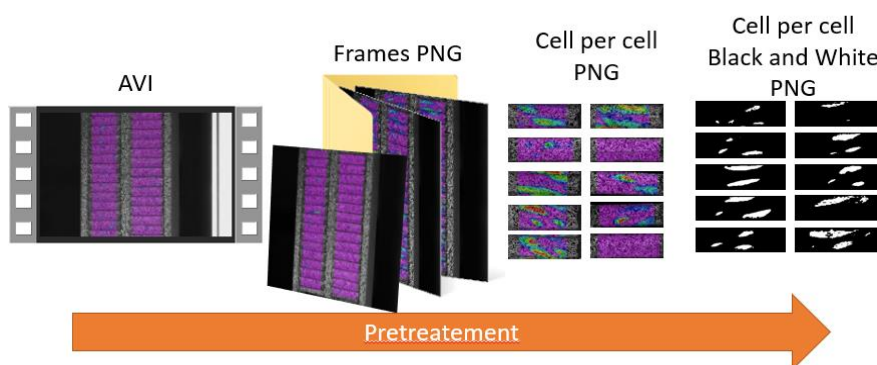 AVI
Frames PNG
Cell per cell
PNG
Cell per cell
Black and White
PNG
Pretreatement